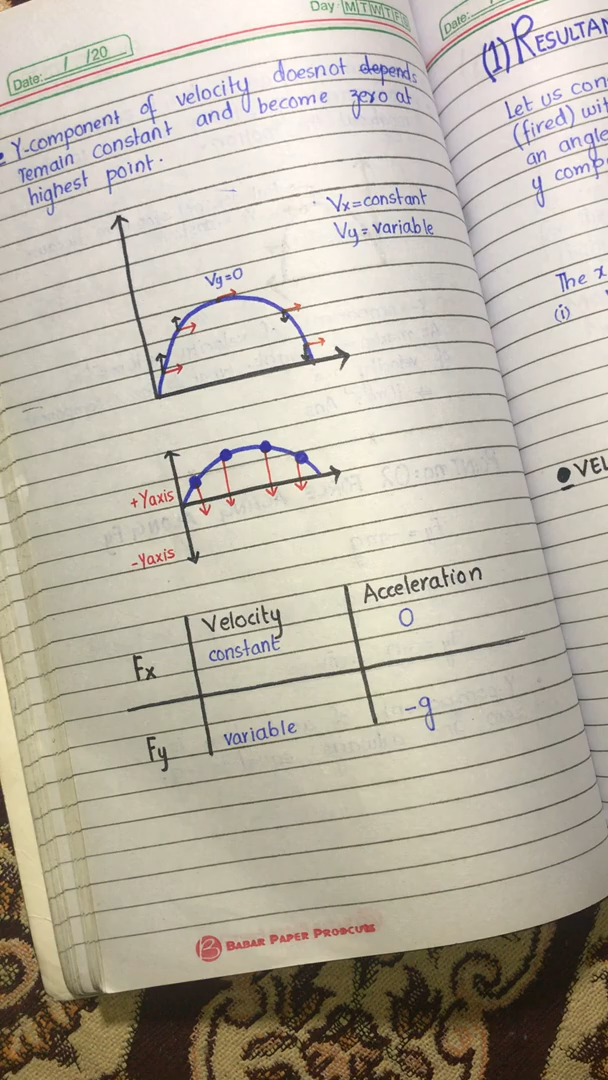 Day: M T W T F S
Date: / /20
Y-component of velocity doesnot depends
remain constant and become zero at
highest point.
Vx=constant
Vy=variable
Vy=0
+Yaxis
-Yaxis
Velocity Acceleration
Fx constant 0
Fy variable -g
B BABAR PAPER PRODCUTS
Date:
(1) RESULTAN
Let us con
(fired) wit
an angle
y comp
The x
(i)
VEL